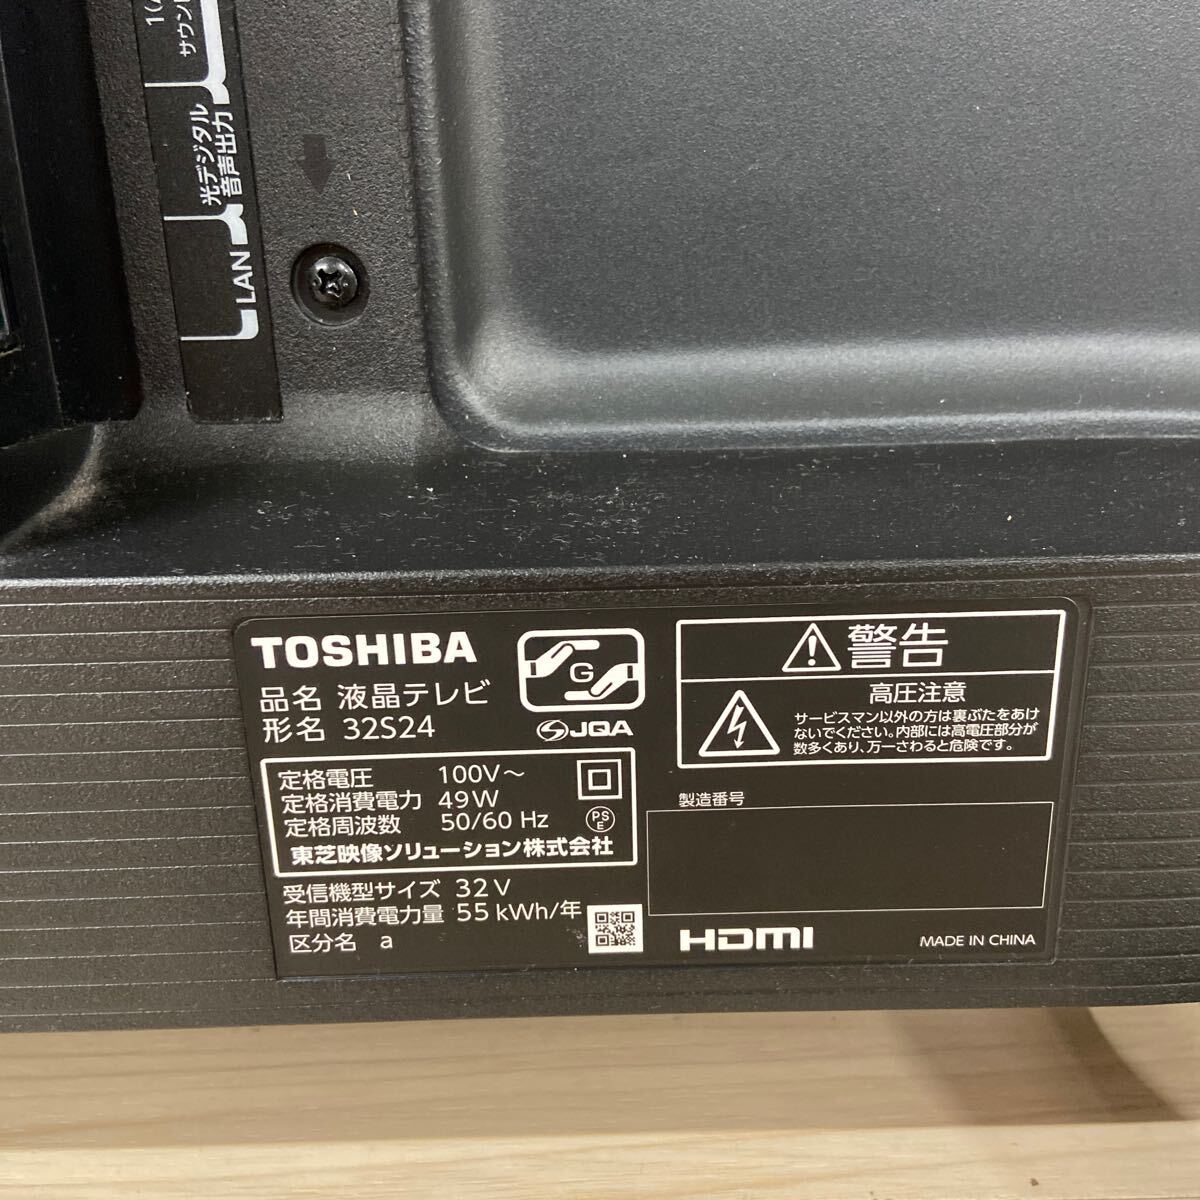 光デジタル
音声出力
LAN
TOSHIBA
品名 液晶テレビ
形名 32S24
G
JQA
定格電圧 100V～
定格消費電力 49W
定格周波数 50/60 Hz
PS
E
東芝映像ソリューション株式会社
受信機型サイズ 32V
年間消費電力量 55kWh/年
区分名 a
警告
高圧注意
サービスマン以外の方は裏ぶたをあけ
ないでください。内部には高電圧部分が
数多くあり、万一さわると危険です。
製造番号
HDMI
MADE IN CHINA